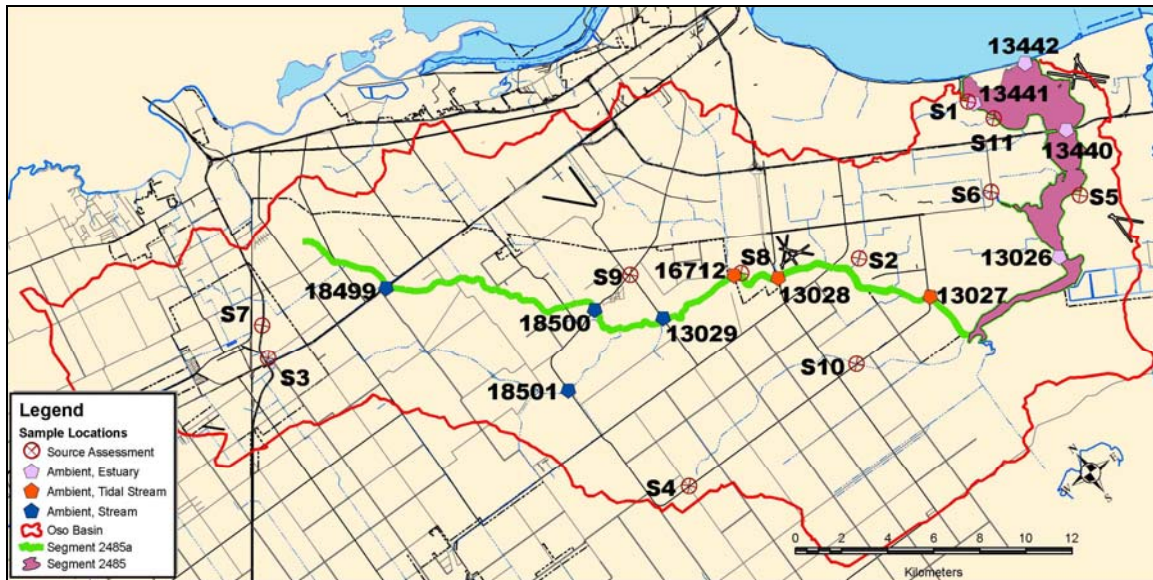 13442
13441
S1
S11
13440
S6
S5
S2
13026
16712
S8
S9
18499
13028
13027
18500
13029
S7
S3
S10
18501
S4
Legend
Sample Locations
Source Assessment
Ambient, Estuary
Ambient, Tidal Stream
Ambient, Stream
Oso Basin
Segment 2485a
Segment 2485
N
E
W
S
0 2 4 6 8 10 12
Kilometers